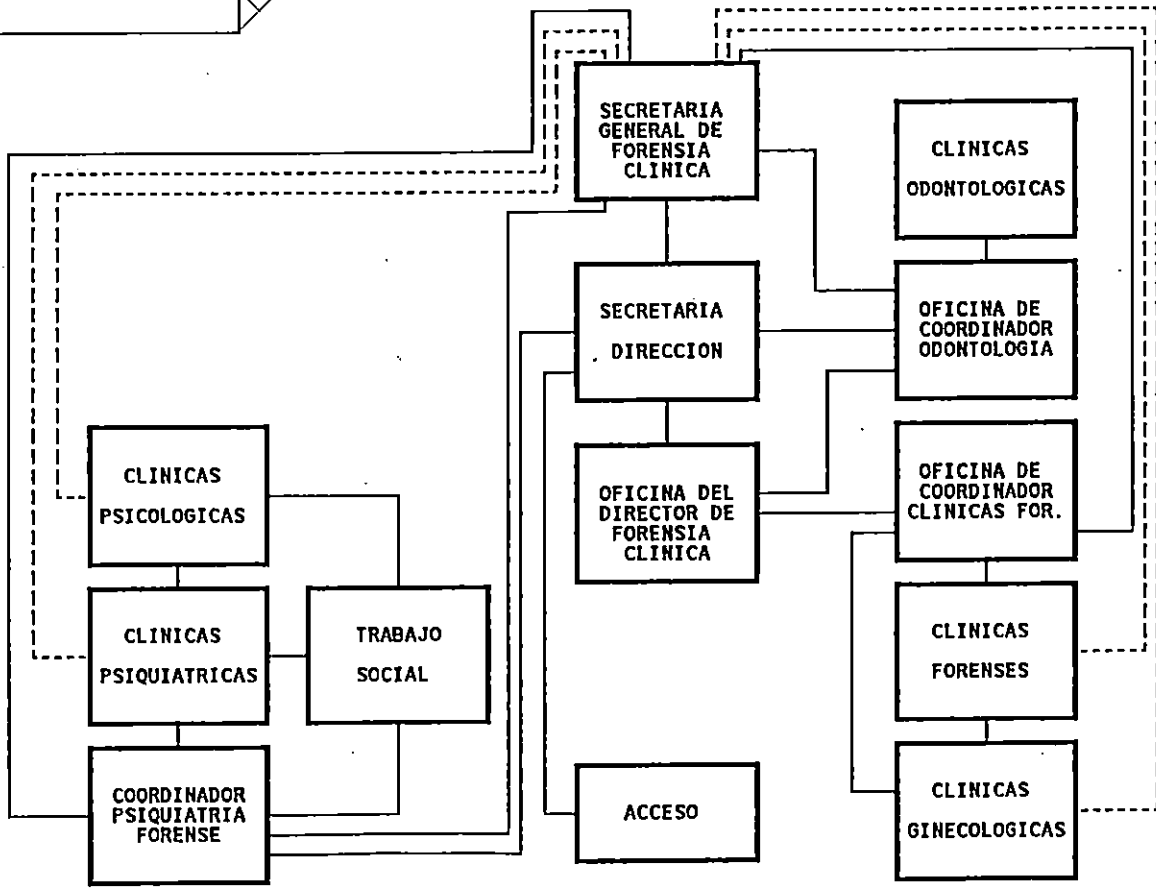 SECRETARIA
GENERAL DE
FORENSIA
CLINICA
CLINICAS
ODONTOLOGICAS
SECRETARIA
DIRECCION
OFICINA DE
COORDINADOR
ODONTOLOGIA
CLINICAS
PSICOLOGICAS
OFICINA DEL
DIRECTOR DE
FORENSIA
CLINICA
OFICINA DE
COORDINADOR
CLINICAS FOR.
CLINICAS
PSIQUIATRICAS
TRABAJO
SOCIAL
CLINICAS
FORENSES
COORDINADOR
PSIQUIATRIA
FORENSE
ACCESO
CLINICAS
GINECOLOGICAS